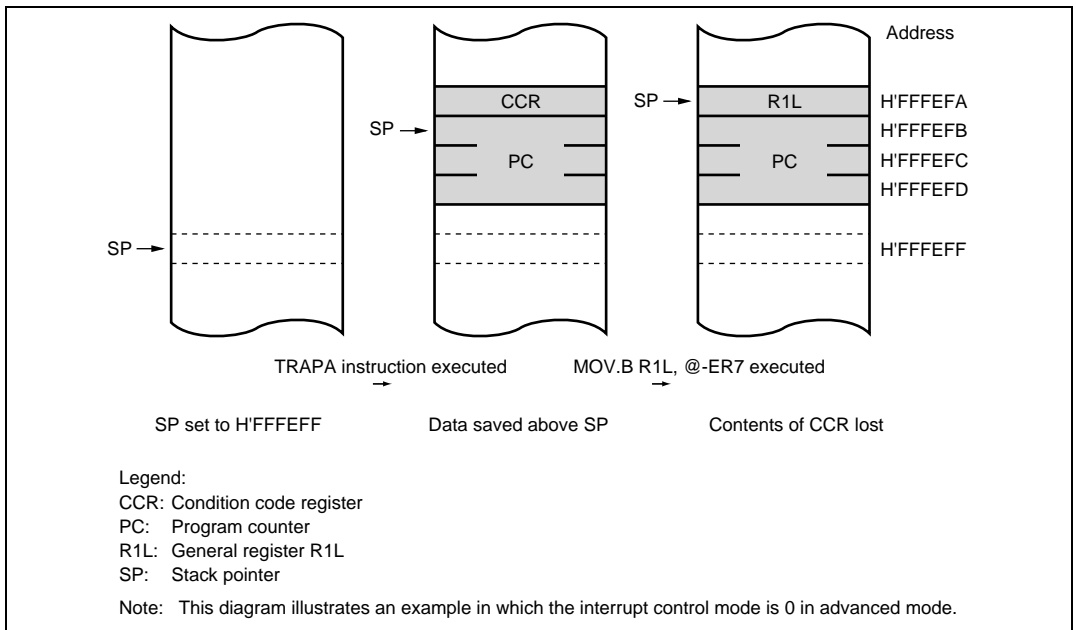 Address
CCR
SP
R1L
H'FFFEFA
SP
H'FFFEFB
PC
PC
H'FFFEFC
H'FFFEFD
SP
H'FFFEFF
TRAPA instruction executed
MOV.B R1L, @-ER7 executed
SP set to H'FFFEFF
Data saved above SP
Contents of CCR lost
Legend:
CCR: Condition code register
PC: Program counter
R1L: General register R1L
SP: Stack pointer
Note: This diagram illustrates an example in which the interrupt control mode is 0 in advanced mode.